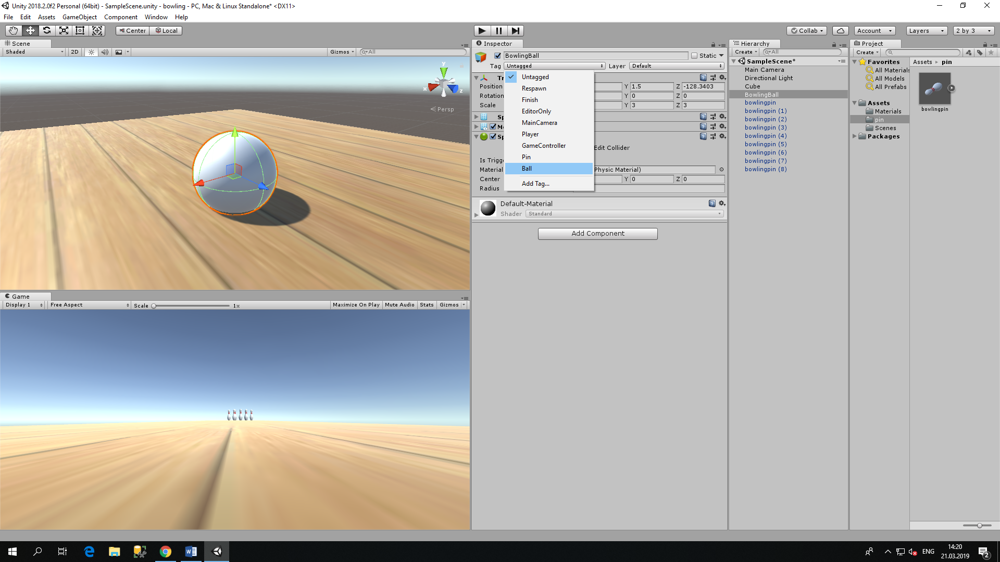 Unity 2018.2.0f2 Personal (64bit) - SampleScene.unity - bowling - PC, Mac & Linux Standalone* <DX11>
File Edit Assets GameObject Component Window Help
Center Local
Collab Account Layers 2 by 3
Scene
Shaded 2D Gizmos All
y
x
z
Persp
Game
Display 1 Free Aspect Scale 1x Maximize On Play Mute Audio Stats Gizmos
Inspector
BowlingBall Static
Tag Untagged Layer Default
Untagged
Respawn
Finish
EditorOnly
MainCamera
Player
GameController
Pin
Ball
Add Tag...
Position Y 1.5 Z -128.3403
Rotation Y 0 Z 0
Scale Y 3 Z 3
Edit Collider
Is Trigge
Material Physic Material)
Center Y 0 Z 0
Radius
Default-Material
Shader Standard
Add Component
Hierarchy
Create All
SampleScene*
Main Camera
Directional Light
Cube
BowlingBall
bowlingpin
bowlingpin (1)
bowlingpin (2)
bowlingpin (3)
bowlingpin (4)
bowlingpin (5)
bowlingpin (6)
bowlingpin (7)
bowlingpin (8)
Project
Create
Favorites
All Materials
All Models
All Prefabs
Assets
Materials
pin
Scenes
Packages
Assets pin
bowlingpin
ENG
14:20
21.03.2019
2